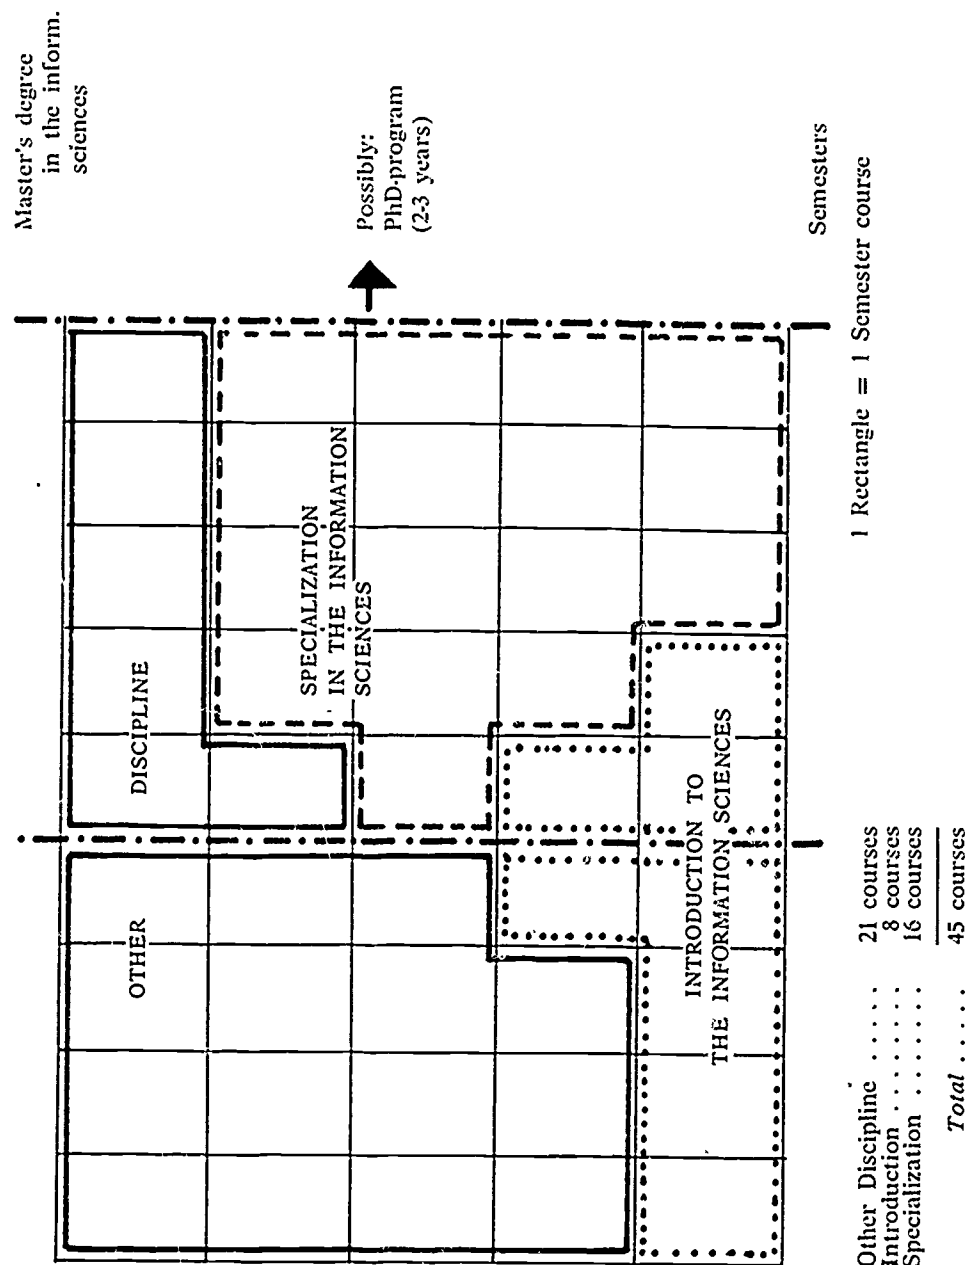 Master's degree
in the inform.
sciences
Possibly:
PhD-program
(2-3 years)
OTHER
DISCIPLINE
SPECIALIZATION
IN THE INFORMATION
SCIENCES
INTRODUCTION TO
THE INFORMATION SCIENCES
Semesters
1 Rectangle = 1 Semester course
Other Discipline . . . . . 21 courses
Introduction . . . . . . . 8 courses
Specialization . . . . . . 16 courses
Total . . . . . 45 courses